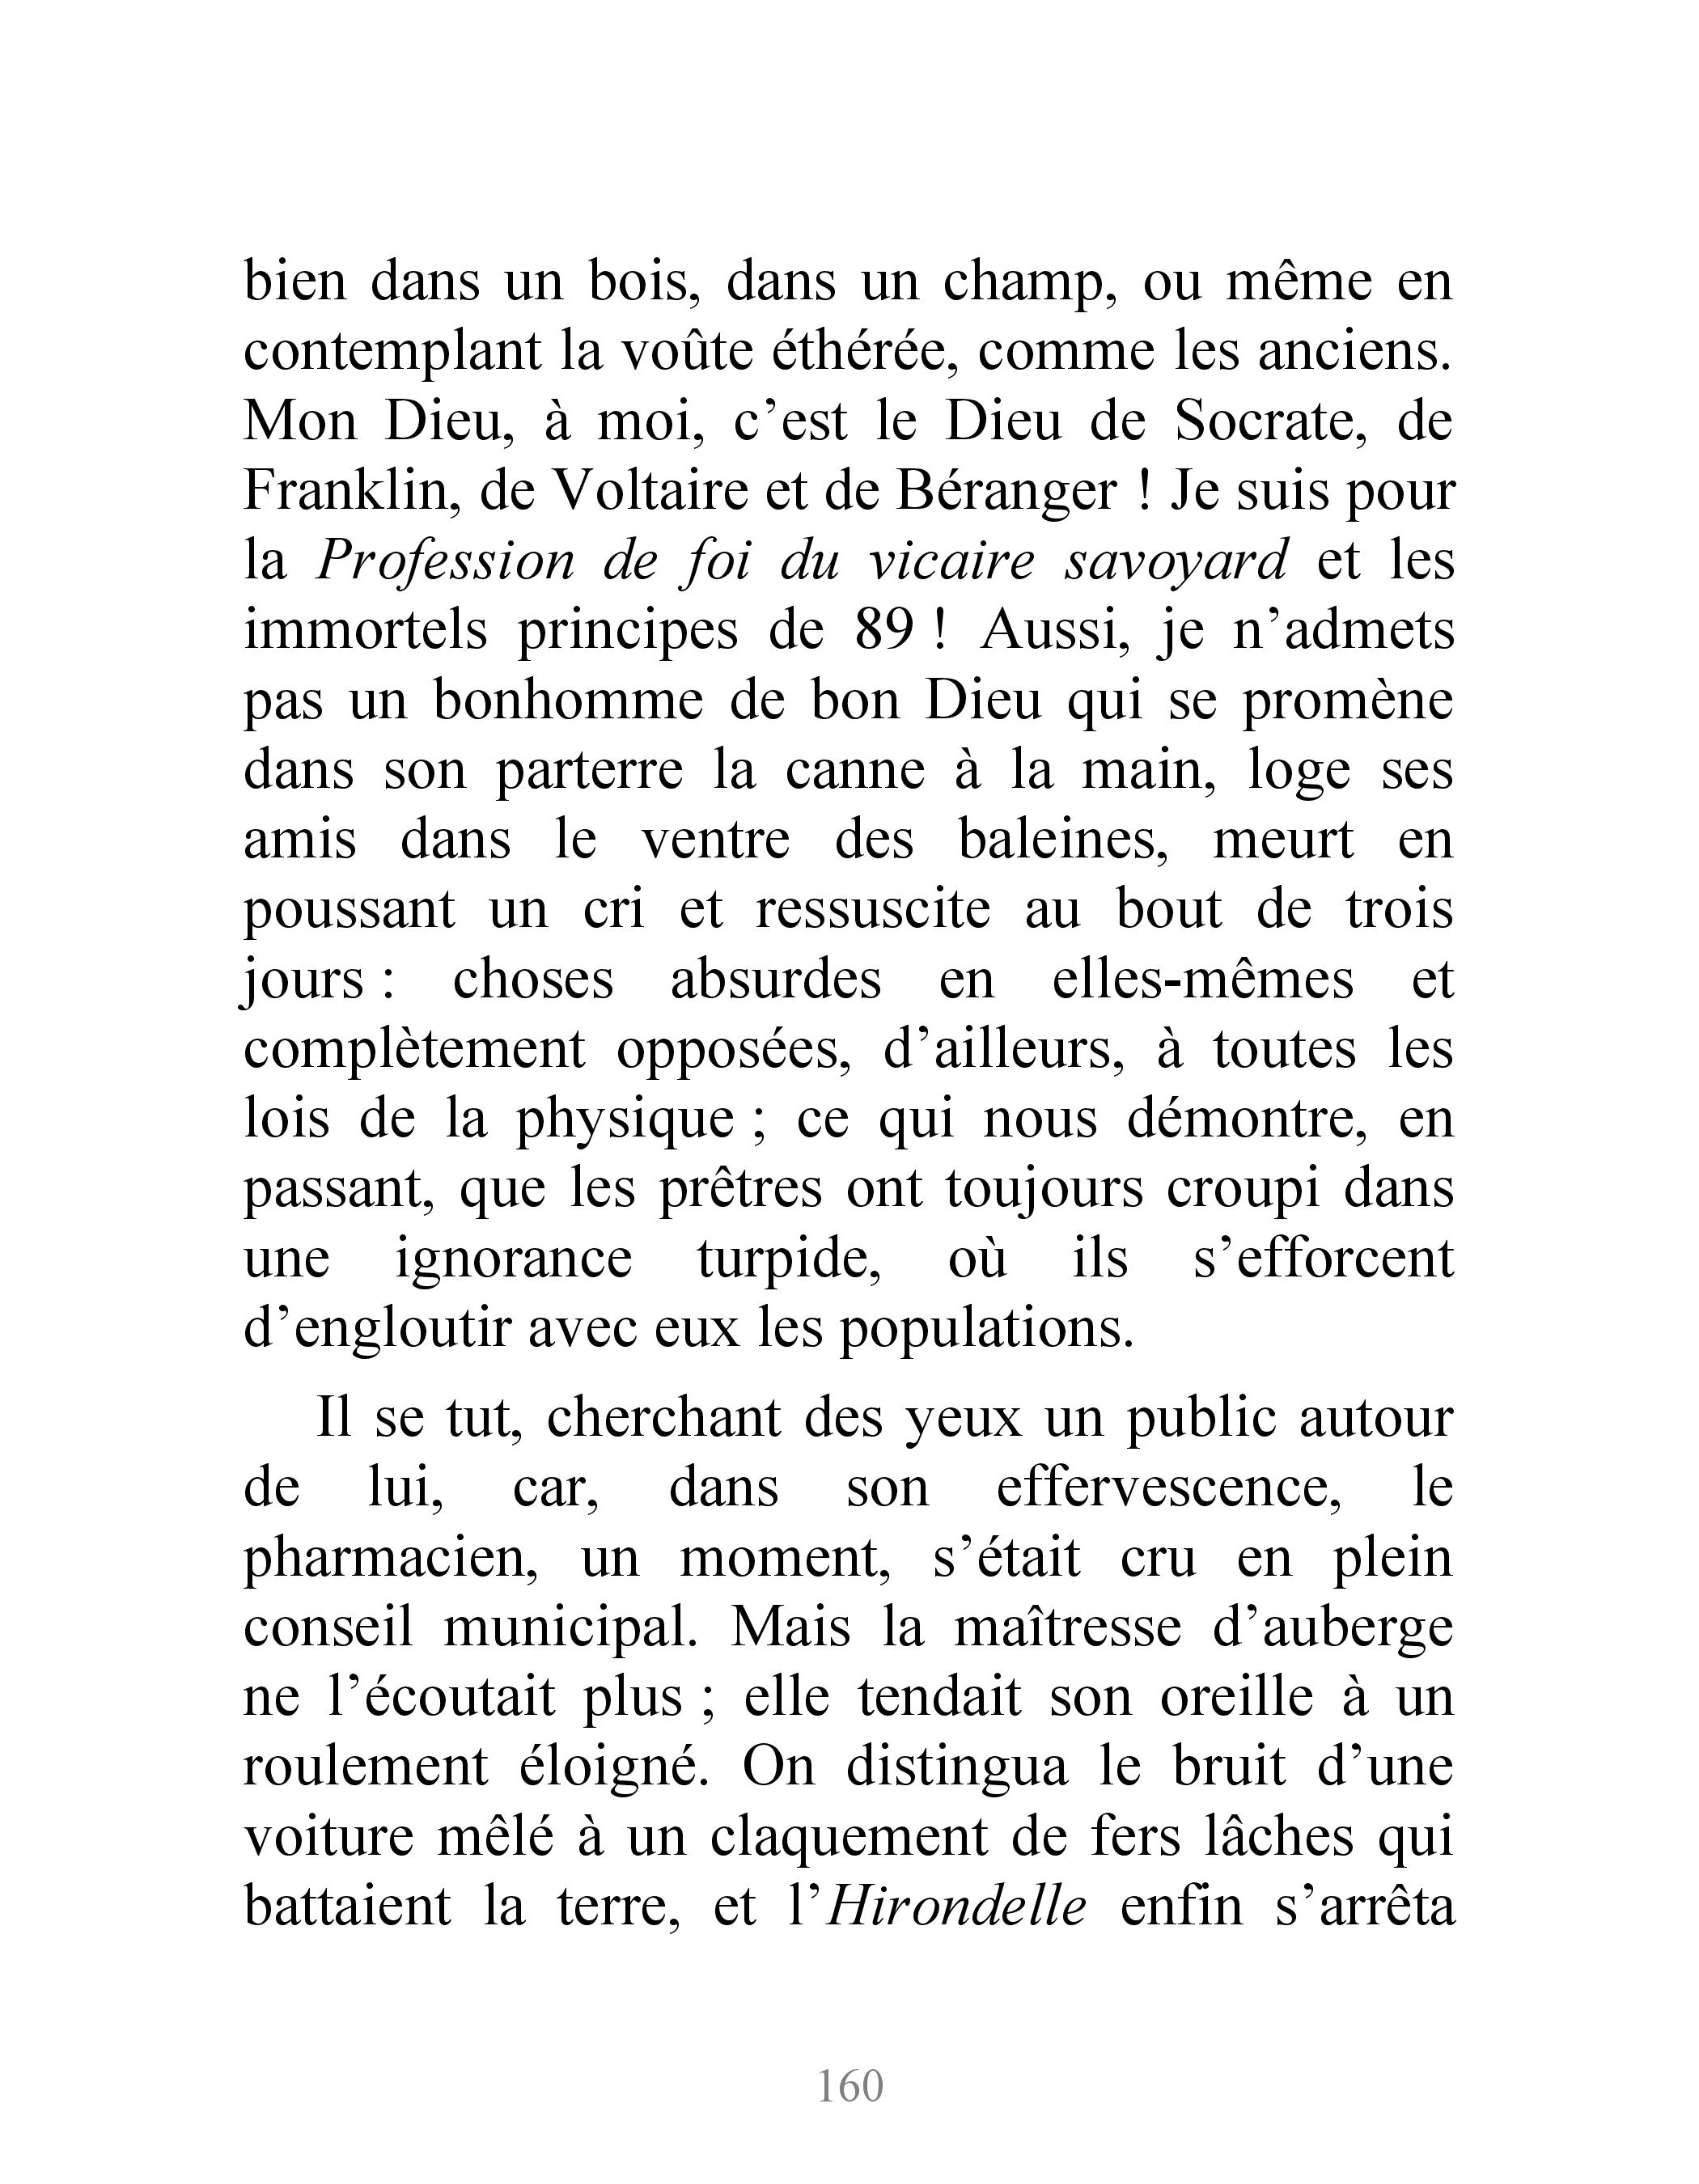 bien dans un bois, dans un champ, ou même en
contemplant la voûte éthérée, comme les anciens.
Mon Dieu, à moi, c’est le Dieu de Socrate, de
Franklin, de Voltaire et de Béranger ! Je suis pour
la Profession de foi du vicaire savoyard et les
immortels principes de 89 ! Aussi, je n’admets
pas un bonhomme de bon Dieu qui se promène
dans son parterre la canne à la main, loge ses
amis dans le ventre des baleines, meurt en
poussant un cri et ressuscite au bout de trois
jours : choses absurdes en elles-mêmes et
complètement opposées, d’ailleurs, à toutes les
lois de la physique ; ce qui nous démontre, en
passant, que les prêtres ont toujours croupi dans
une ignorance turpide, où ils s’efforcent
d’engloutir avec eux les populations.
Il se tut, cherchant des yeux un public autour
de lui, car, dans son effervescence, le
pharmacien, un moment, s’était cru en plein
conseil municipal. Mais la maîtresse d’auberge
ne l’écoutait plus ; elle tendait son oreille à un
roulement éloigné. On distingua le bruit d’une
voiture mêlé à un claquement de fers lâches qui
battaient la terre, et l’Hirondelle enfin s’arrêta
160